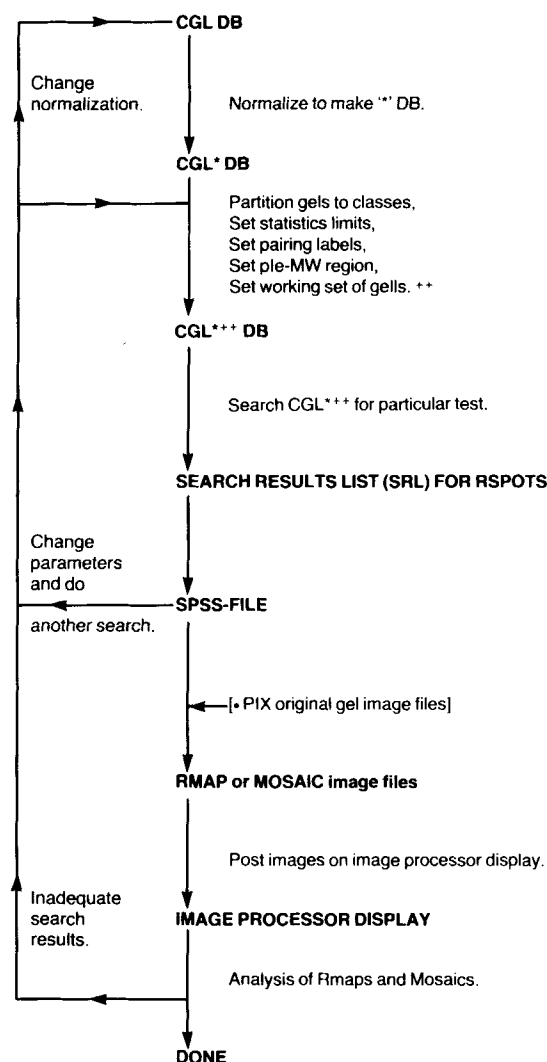 CGL DB
Change
normalization.
Normalize to make '*' DB.
CGL* DB
Partition gels to classes,
Set statistics limits,
Set pairing labels,
Set ple-MW region,
Set working set of gells. ++
CGL*++ DB
Search CGL*++ for particular test.
SEARCH RESULTS LIST (SRL) FOR RSPOTS
Change
parameters
and do
another search.
SPSS-FILE
[• PIX original gel image files]
RMAP or MOSAIC image files
Post images on image processor display.
Inadequate
search
results.
IMAGE PROCESSOR DISPLAY
Analysis of Rmaps and Mosaics.
DONE